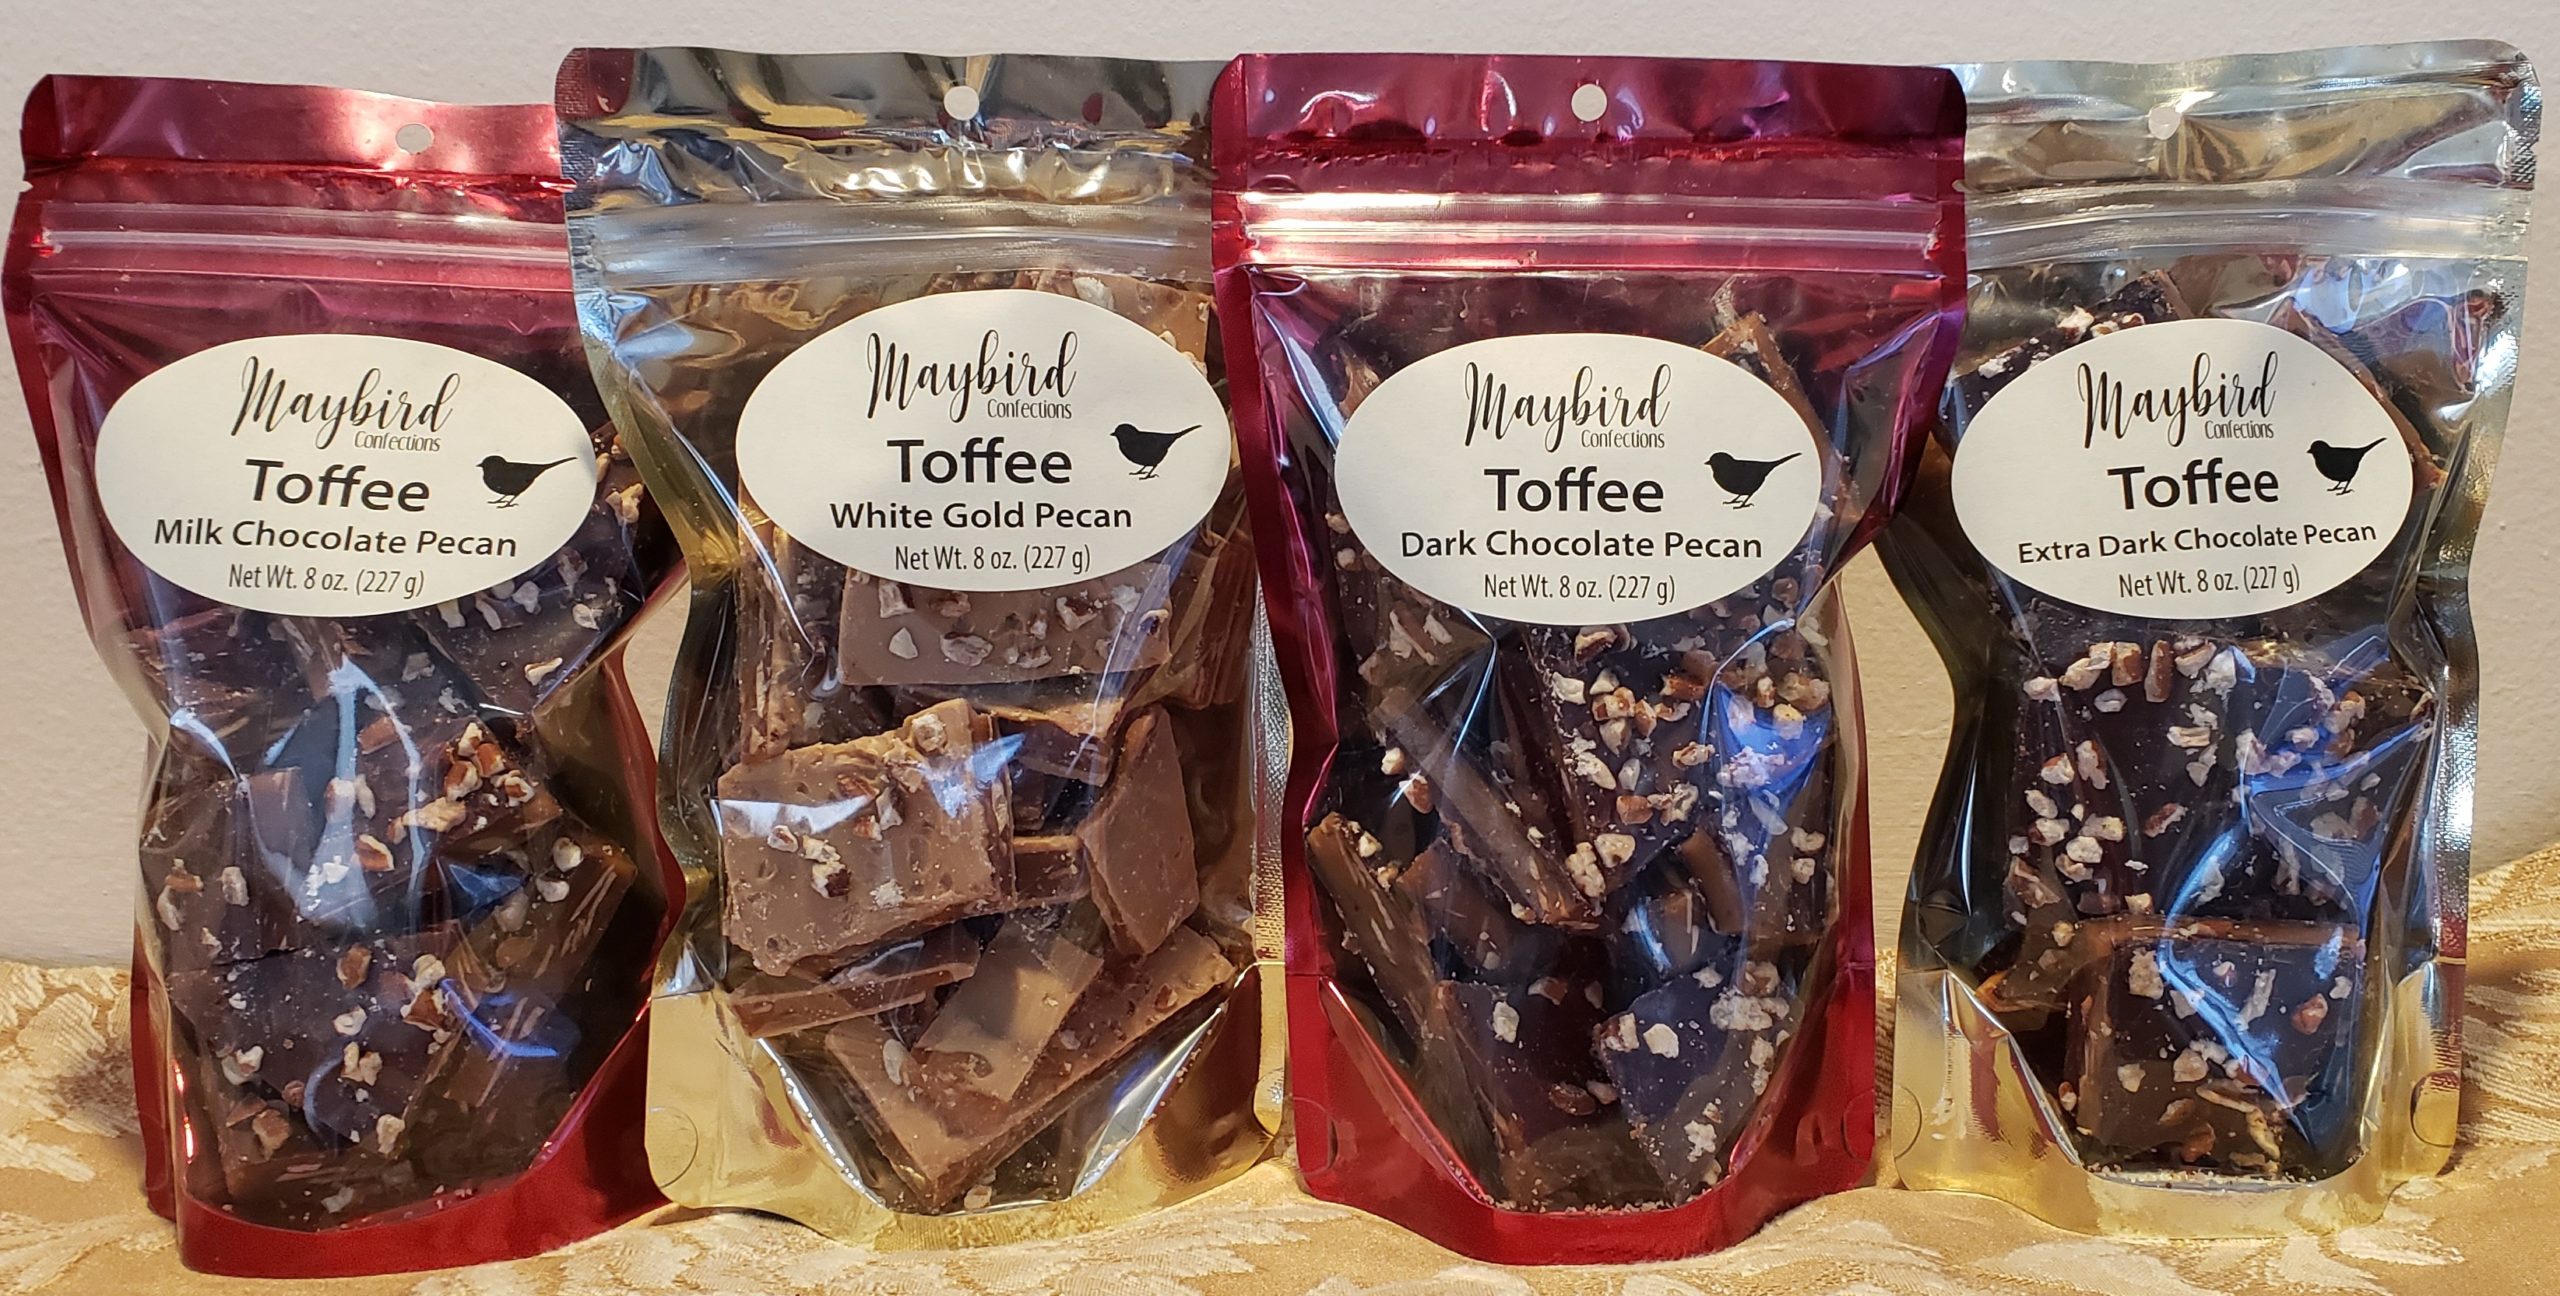 Maybird
Confections
Toffee
Milk Chocolate Pecan
Net Wt. 8 oz. (227 g)
Maybird
Confections
Toffee
White Gold Pecan
Net Wt. 8 oz. (227 g)
Maybird
Confections
Toffee
Dark Chocolate Pecan
Net Wt. 8 oz. (227 g)
Maybird
Confections
Toffee
Extra Dark Chocolate Pecan
Net Wt. 8 oz. (227 g)